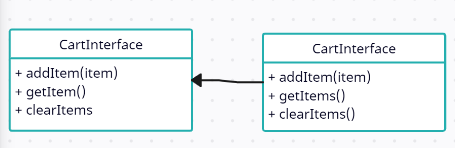 CartInterface
+ addItem(item)
+ getItem()
+ clearItems
CartInterface
+ addItem(item)
+ getItems()
+ clearItems()